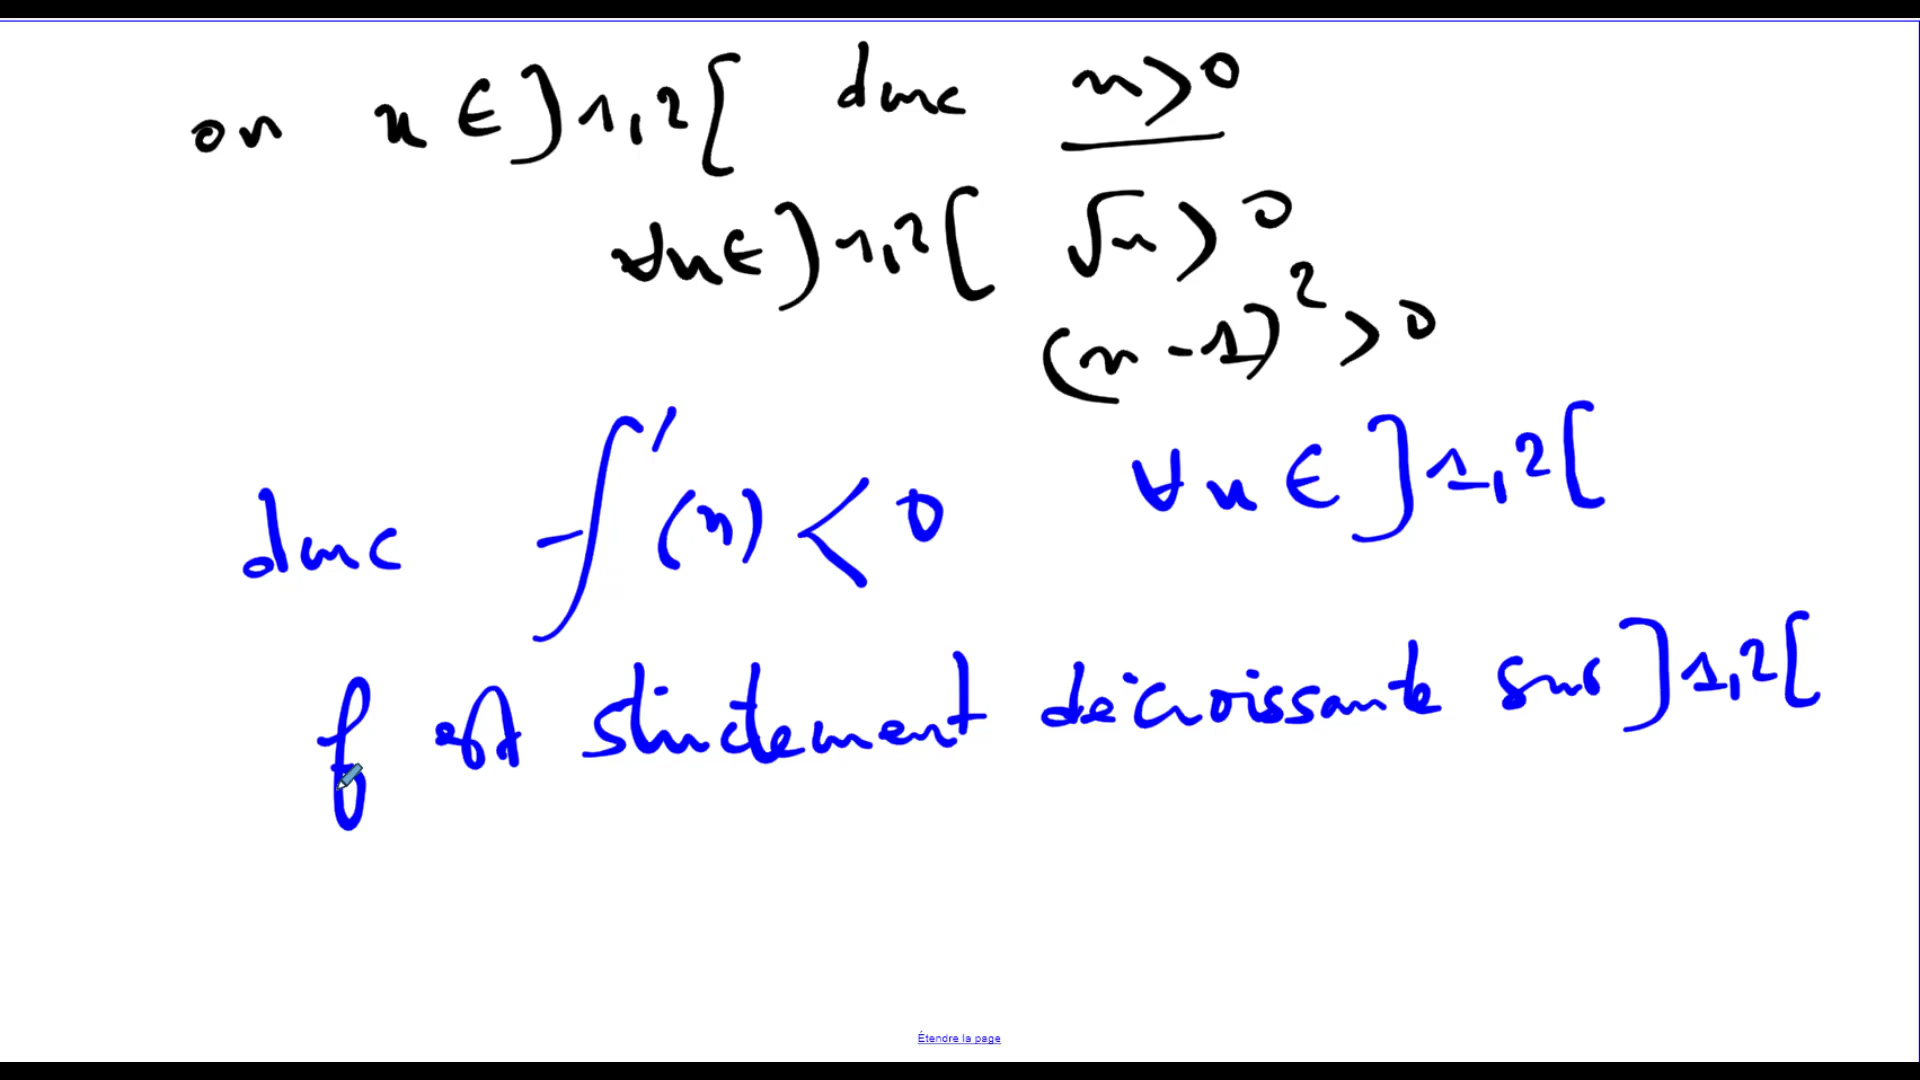 on x ∈ ]1,2[ donc x > 0
∀x ∈ ]1,2[ √x > 0
(x - 1)² > 0
donc f'(x) < 0 ∀x ∈ ]1,2[
f est strictement décroissante sur ]1,2[
Étendre la page